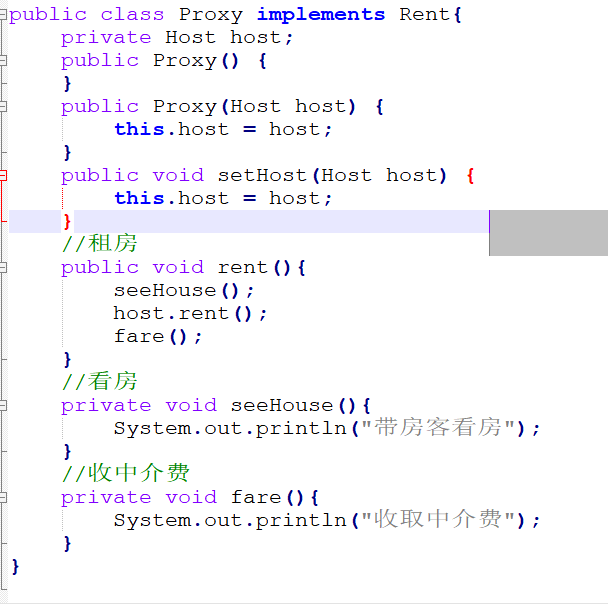 public class Proxy implements Rent{
    private Host host;
    public Proxy() {
    }
    public Proxy(Host host) {
        this.host = host;
    }
    public void setHost(Host host) {
        this.host = host;
    }
    //租房
    public void rent(){
        seeHouse();
        host.rent();
        fare();
    }
    //看房
    private void seeHouse(){
        System.out.println("带房客看房");
    }
    //收中介费
    private void fare(){
        System.out.println("收取中介费");
    }
}